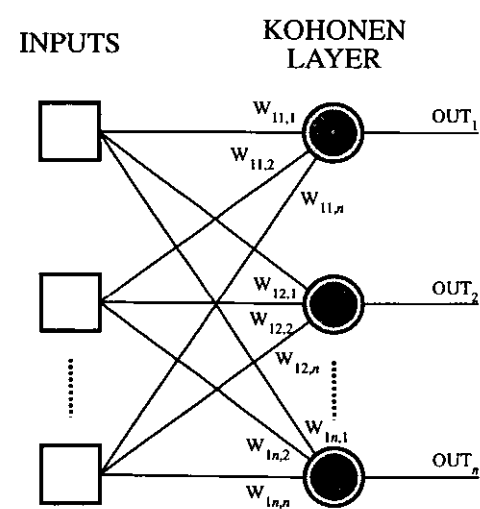 INPUTS
KOHONEN
LAYER
W11,1
OUT1
W11,2
W11,n
W12,1
OUT2
W12,2
W12,n
W1n,1
W1n,2
OUTn
W1n,n